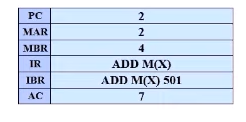 PC 2
MAR 2
MBR 4
IR ADD M(X)
IBR ADD M(X) 501
AC 7